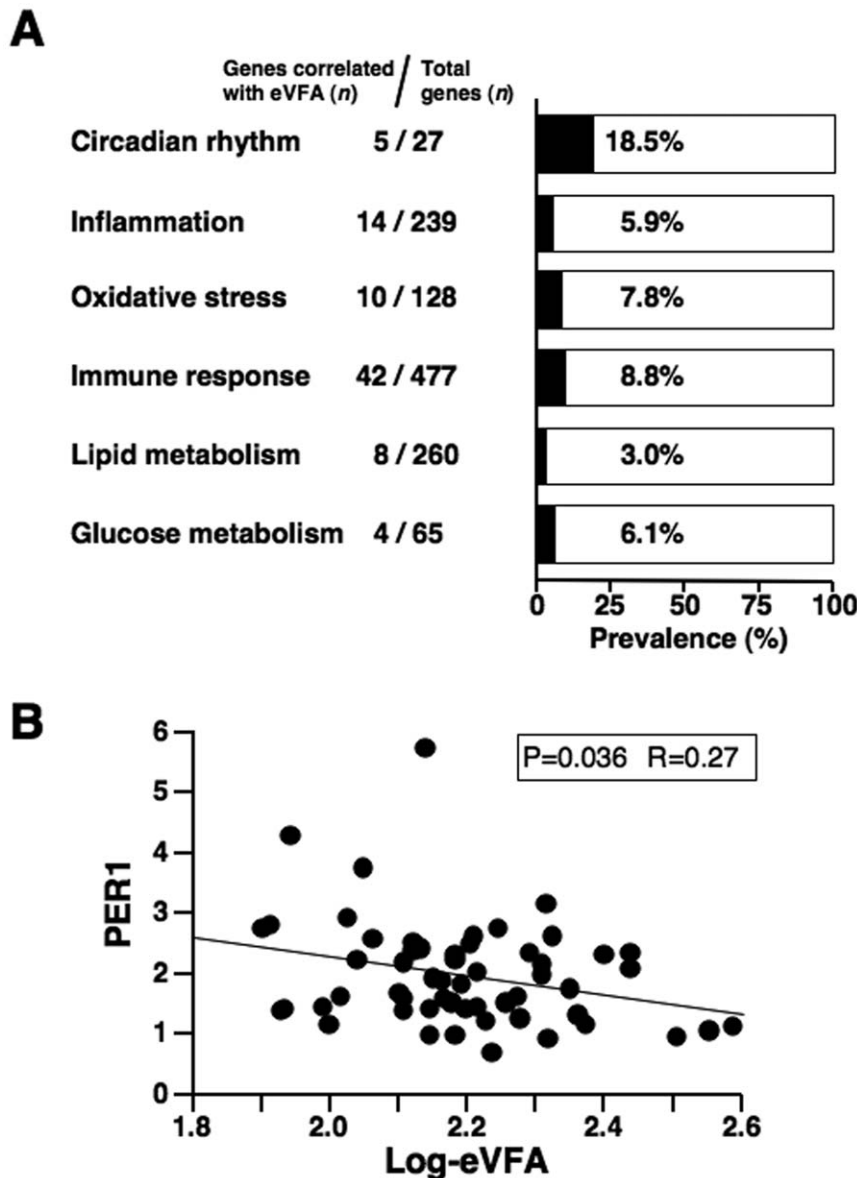 A
Genes correlated / Total
with eVFA (n) genes (n)
Circadian rhythm 5 / 27 18.5%
Inflammation 14 / 239 5.9%
Oxidative stress 10 / 128 7.8%
Immune response 42 / 477 8.8%
Lipid metabolism 8 / 260 3.0%
Glucose metabolism 4 / 65 6.1%
0 25 50 75 100
Prevalence (%)
B
P=0.036 R=0.27
PER1
6
5
4
3
2
1
0
1.8 2.0 2.2 2.4 2.6
Log-eVFA